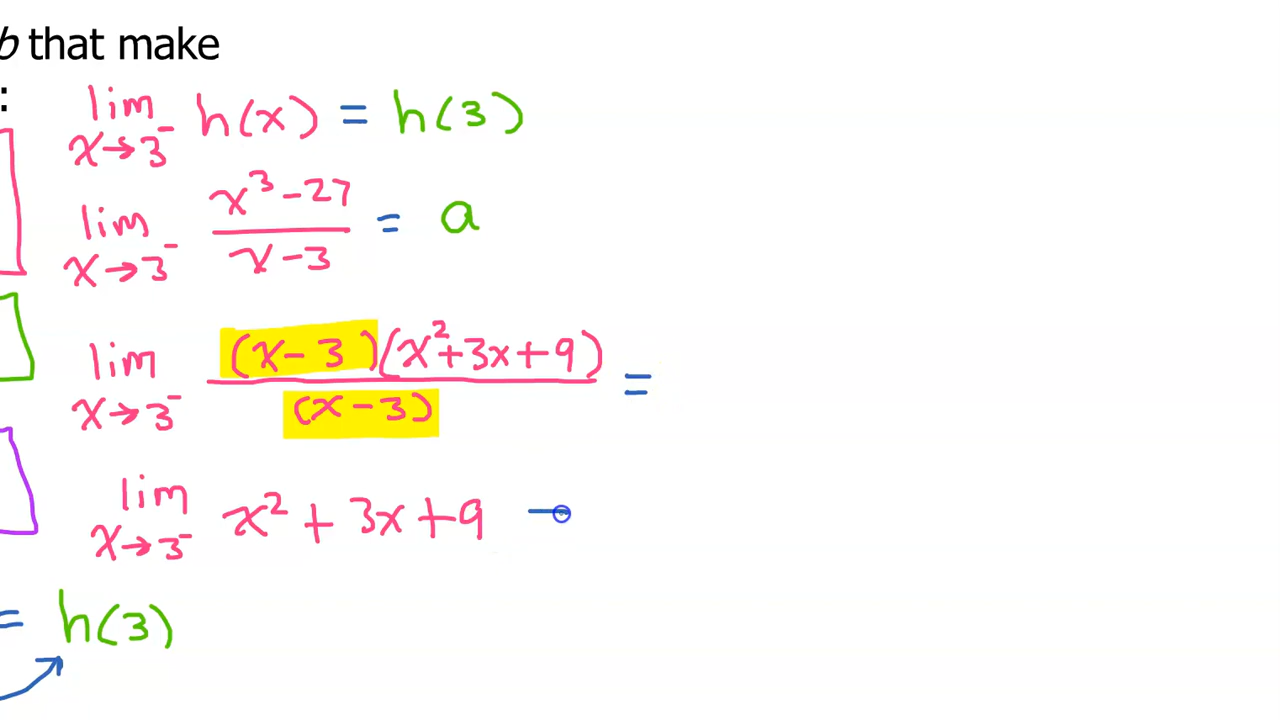 b that make
:
lim x→3⁻ h(x) = h(3)
lim x→3⁻ x³-27 / x-3 = a
lim x→3⁻ (x-3)(x²+3x+9) / (x-3) =
lim x→3⁻ x² + 3x + 9 –
= h(3)